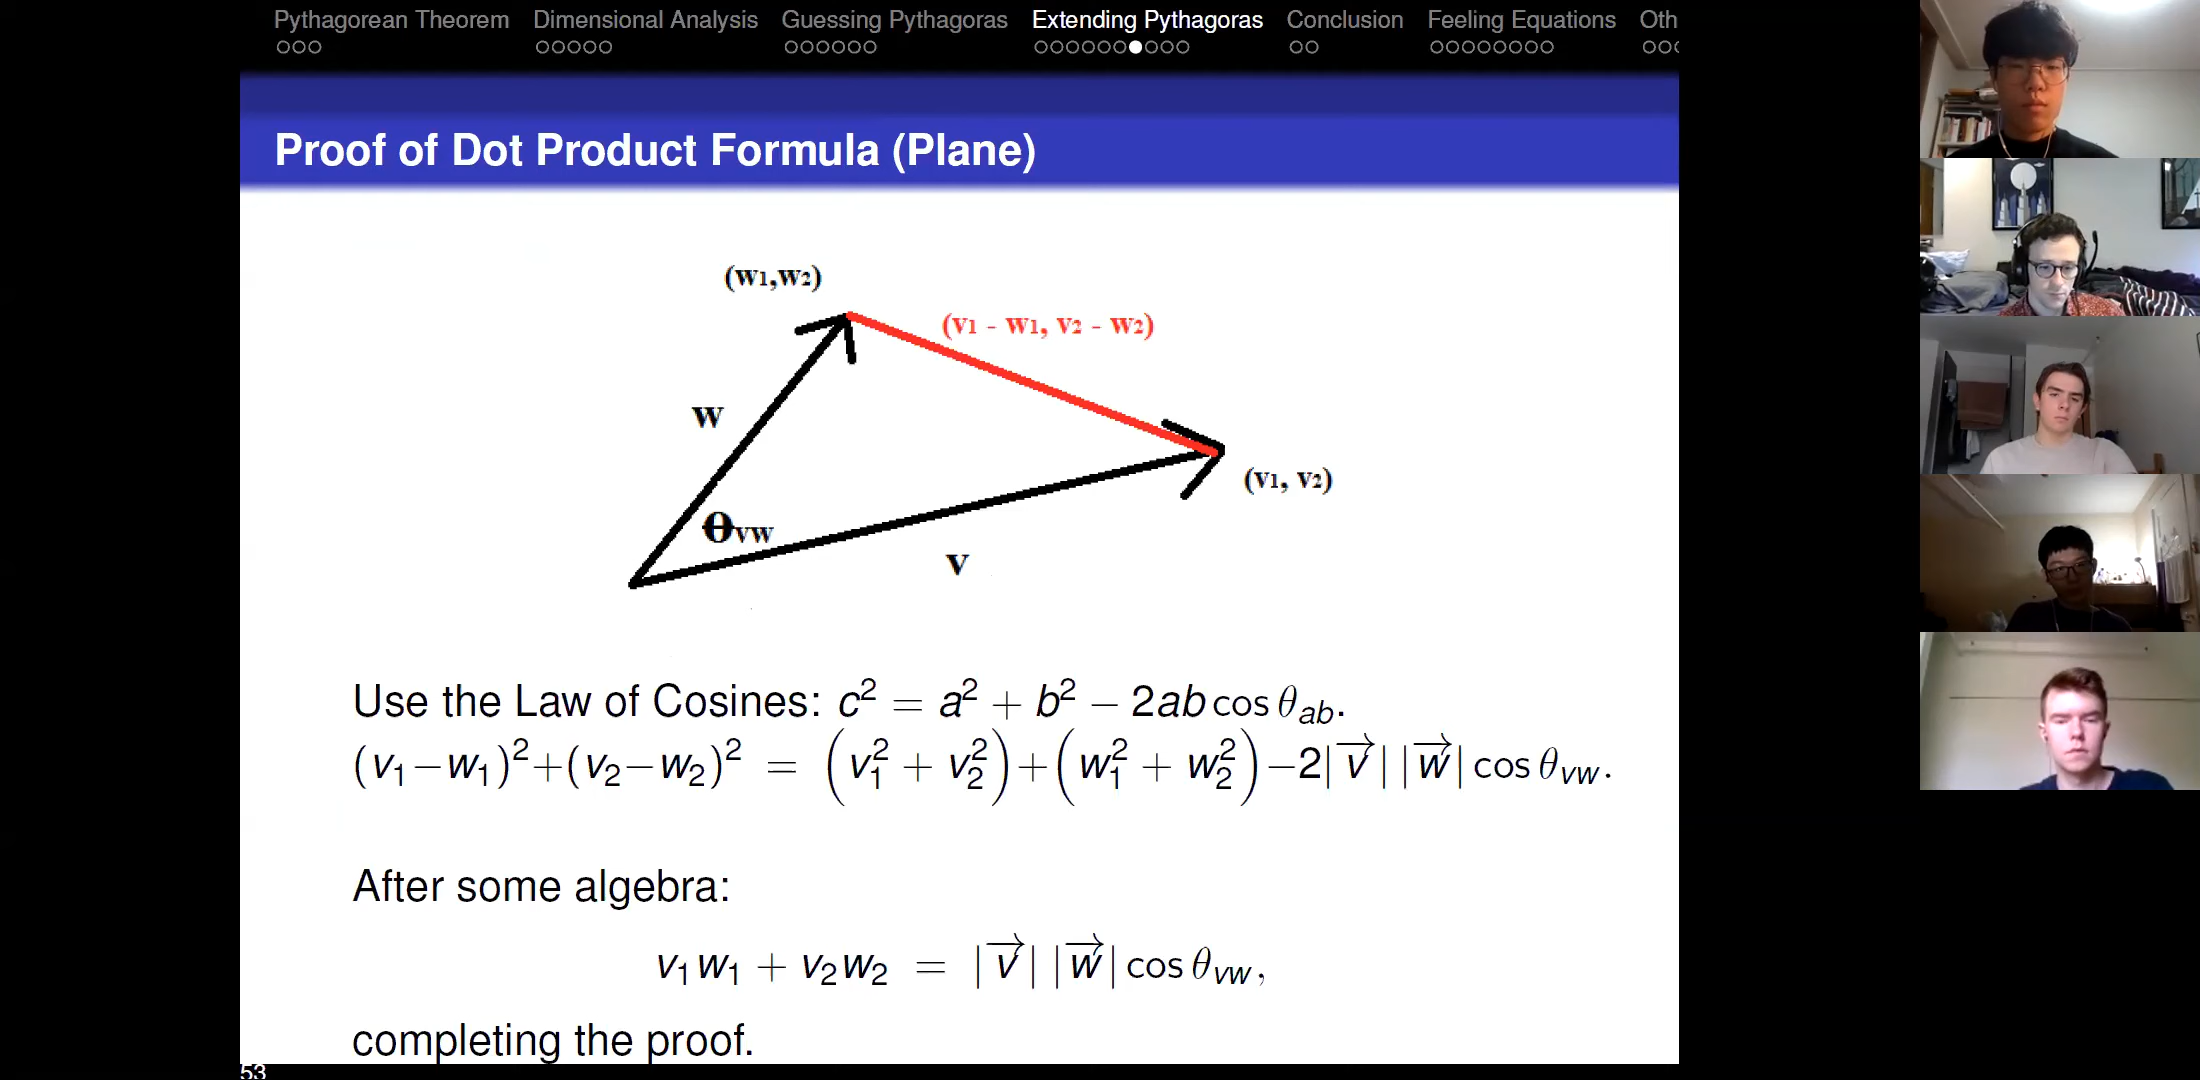 Pythagorean Theorem Dimensional Analysis Guessing Pythagoras Extending Pythagoras Conclusion Feeling Equations Oth
Proof of Dot Product Formula (Plane)
(w1,w2)
(v1 - w1, v2 - w2)
w
(v1, v2)
θvw
v
Use the Law of Cosines: c² = a² + b² − 2ab cos θ_ab.
(v₁−w₁)²+(v₂−w₂)² = (v₁² + v₂²)+(w₁² + w₂²)−2|v⃗| |w⃗| cos θ_vw.
After some algebra:
v₁w₁ + v₂w₂ = |v⃗| |w⃗| cos θ_vw,
completing the proof.
53